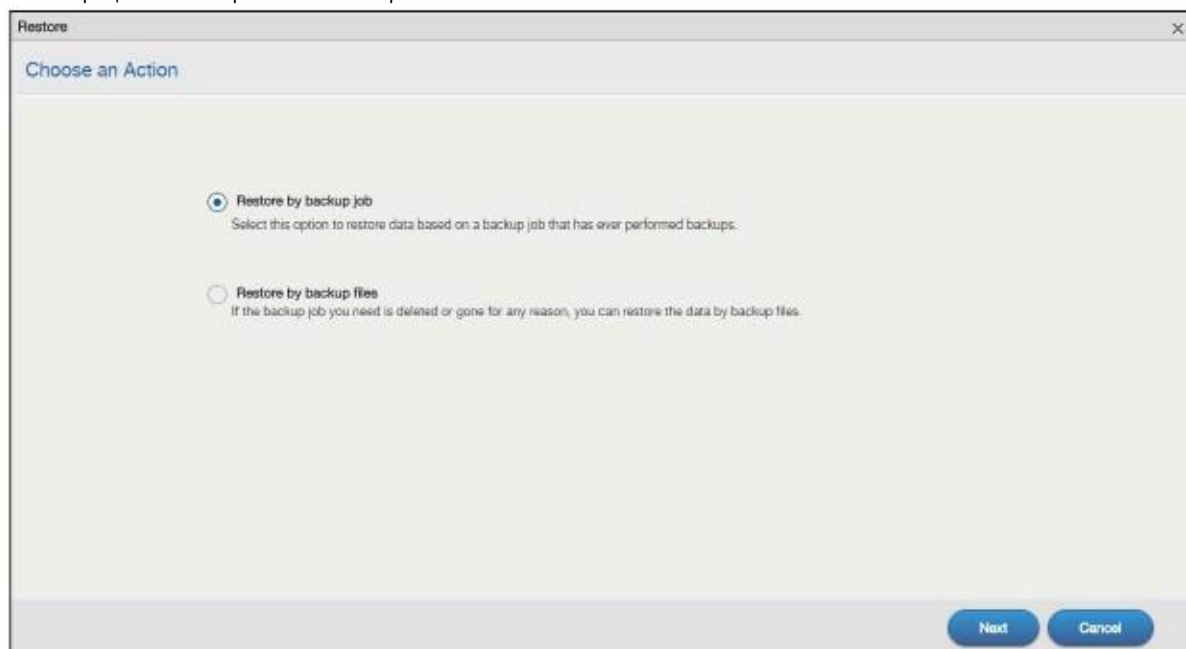 Restore
Choose an Action
Restore by backup job
Select this option to restore data based on a backup job that has ever performed backups.
Restore by backup files
If the backup job you need is deleted or gone for any reason, you can restore the data by backup files.
Next
Cancel